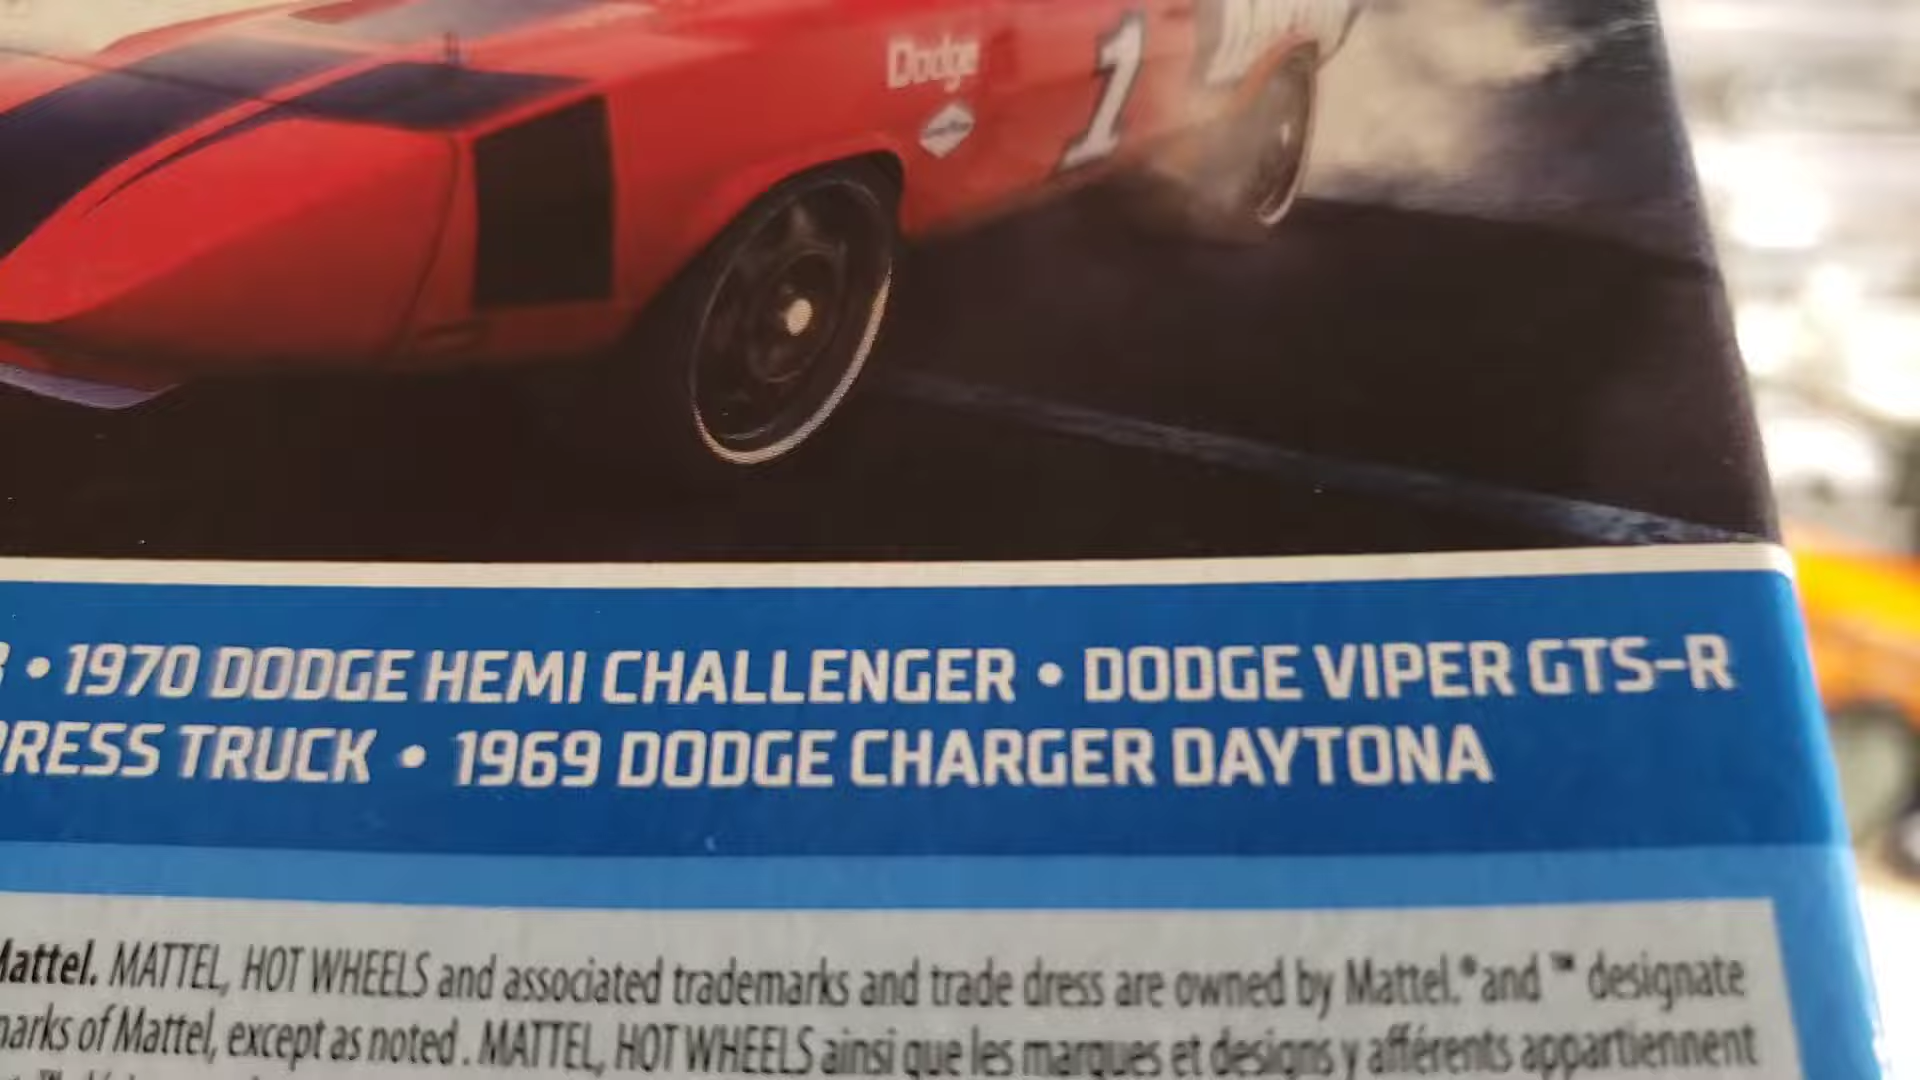 Dodge
1
• 1970 DODGE HEMI CHALLENGER • DODGE VIPER GTS-R
TRUCK • 1969 DODGE CHARGER DAYTONA
Mattel. MATTEL, HOT WHEELS and associated trademarks and trade dress are owned by Mattel.® and ™ designate
of Mattel, except as noted. MATTEL, HOT WHEELS ainsi que les marques et designs y afférents appartiennent